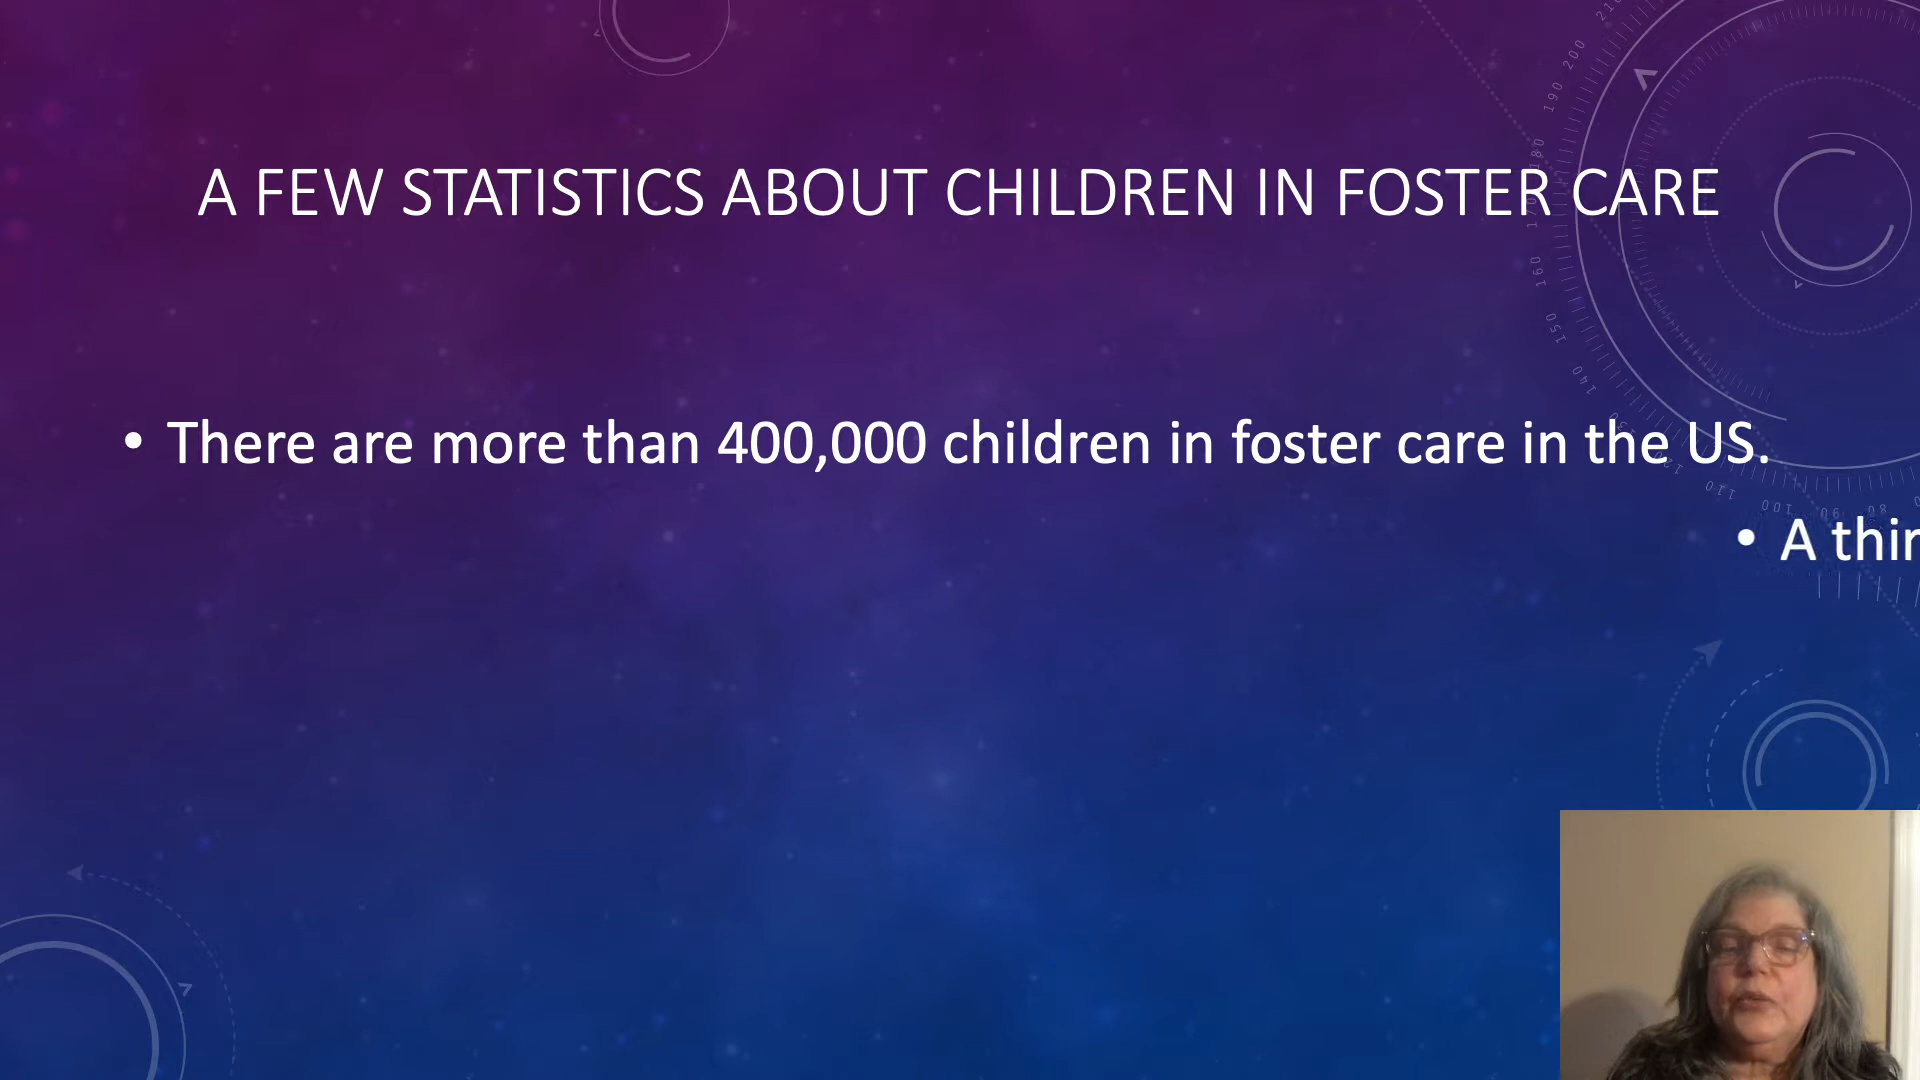 A FEW STATISTICS ABOUT CHILDREN IN FOSTER CARE
• There are more than 400,000 children in foster care in the US.
• A